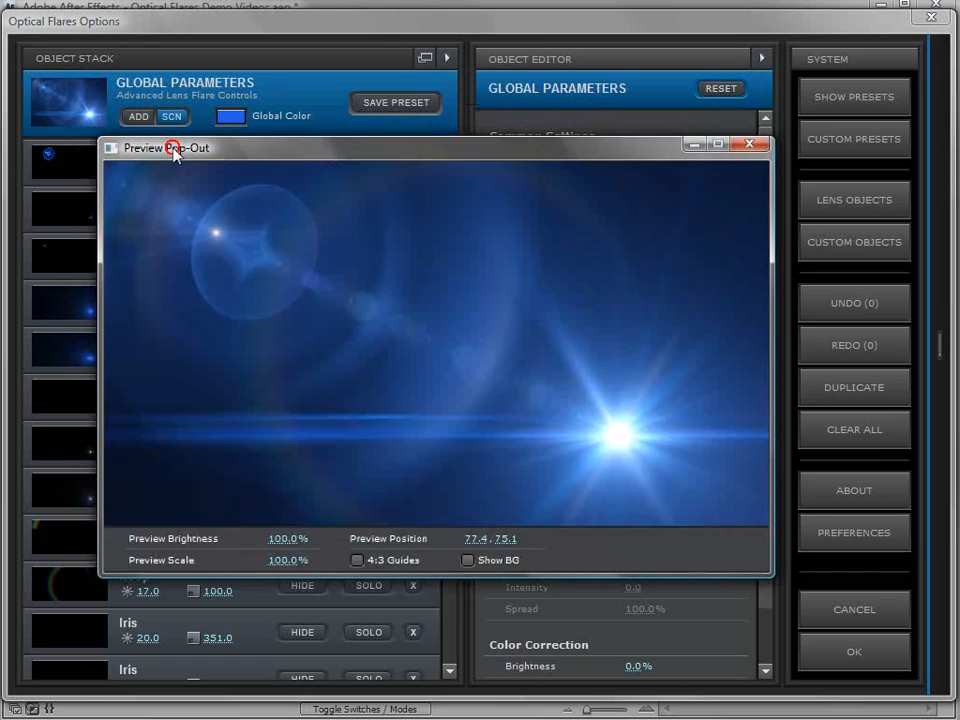 Adobe After Effects - Optical Flares Demo Videos.aep *
Optical Flares Options
OBJECT STACK
OBJECT EDITOR
SYSTEM
GLOBAL PARAMETERS
Advanced Lens Flare Controls
ADD SCN Global Color
SAVE PRESET
GLOBAL PARAMETERS
RESET
Common Settings
SHOW PRESETS
CUSTOM PRESETS
LENS OBJECTS
CUSTOM OBJECTS
UNDO (0)
REDO (0)
DUPLICATE
CLEAR ALL
ABOUT
PREFERENCES
CANCEL
OK
Preview Pop-Out
Preview Brightness 100.0% Preview Position 77.4, 75.1
Preview Scale 100.0% 4:3 Guides Show BG
17.0 100.0 HIDE SOLO X
Iris
20.0 351.0 HIDE SOLO X
Iris
Intensity 0.0
Spread 100.0%
Color Correction
Brightness 0.0%
Toggle Switches / Modes